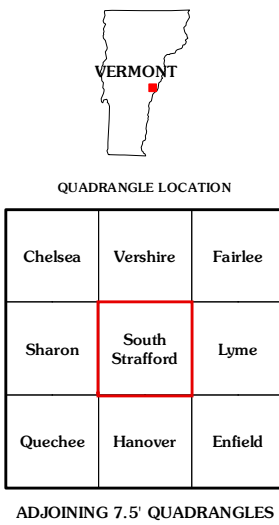 VERMONT
QUADRANGLE LOCATION
Chelsea Vershire Fairlee
Sharon South Strafford Lyme
Quechee Hanover Enfield
ADJOINING 7.5' QUADRANGLES